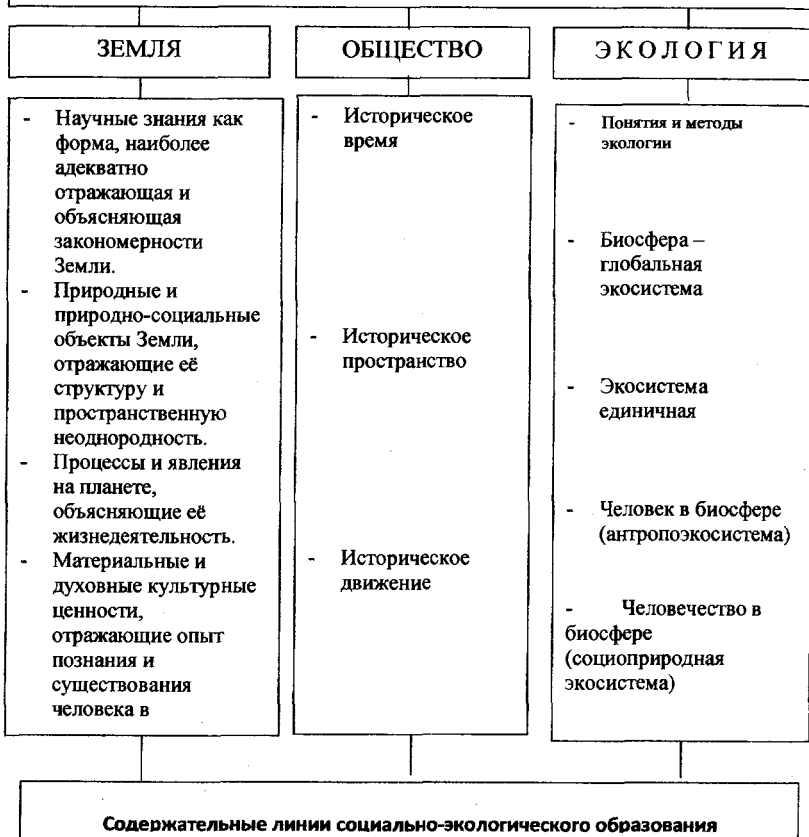 ЗЕМЛЯ
ОБЩЕСТВО
ЭКОЛОГИЯ
- Научные знания как
форма, наиболее
адекватно
отражающая и
объясняющая
закономерности
Земли.
- Природные и
природно-социальные
объекты Земли,
отражающие её
структуру и
пространственную
неоднородность.
- Процессы и явления
на планете,
объясняющие её
жизнедеятельность.
- Материальные и
духовные культурные
ценности,
отражающие опыт
познания и
существования
человека в
- Историческое
время
- Историческое
пространство
- Историческое
движение
- Понятия и методы
экологии
- Биосфера –
глобальная
экосистема
- Экосистема
единичная
- Человек в биосфере
(антропоэкосистема)
- Человечество в
биосфере
(социоприродная
экосистема)
Содержательные линии социально-экологического образования